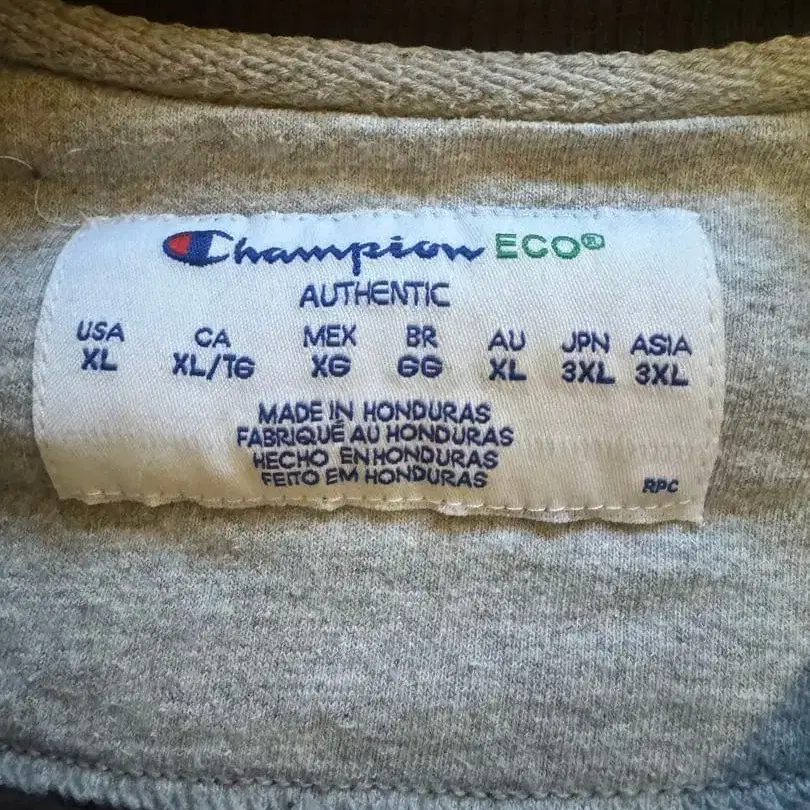 Champion ECO®
AUTHENTIC
USA CA MEX BR AU JPN ASIA
XL XL/TG XG GG XL 3XL 3XL
MADE IN HONDURAS
FABRIQUÉ AU HONDURAS
HECHO EN HONDURAS
FEITO EM HONDURAS
RPC